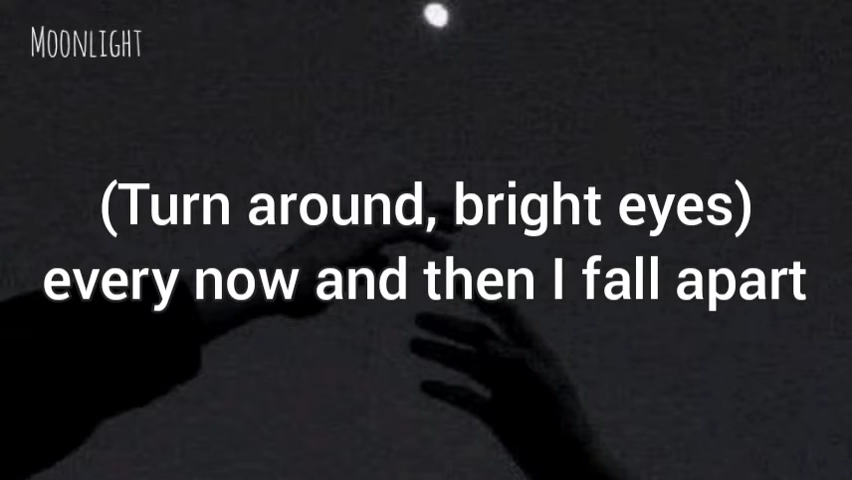 MOONLIGHT
(Turn around, bright eyes)
every now and then I fall apart